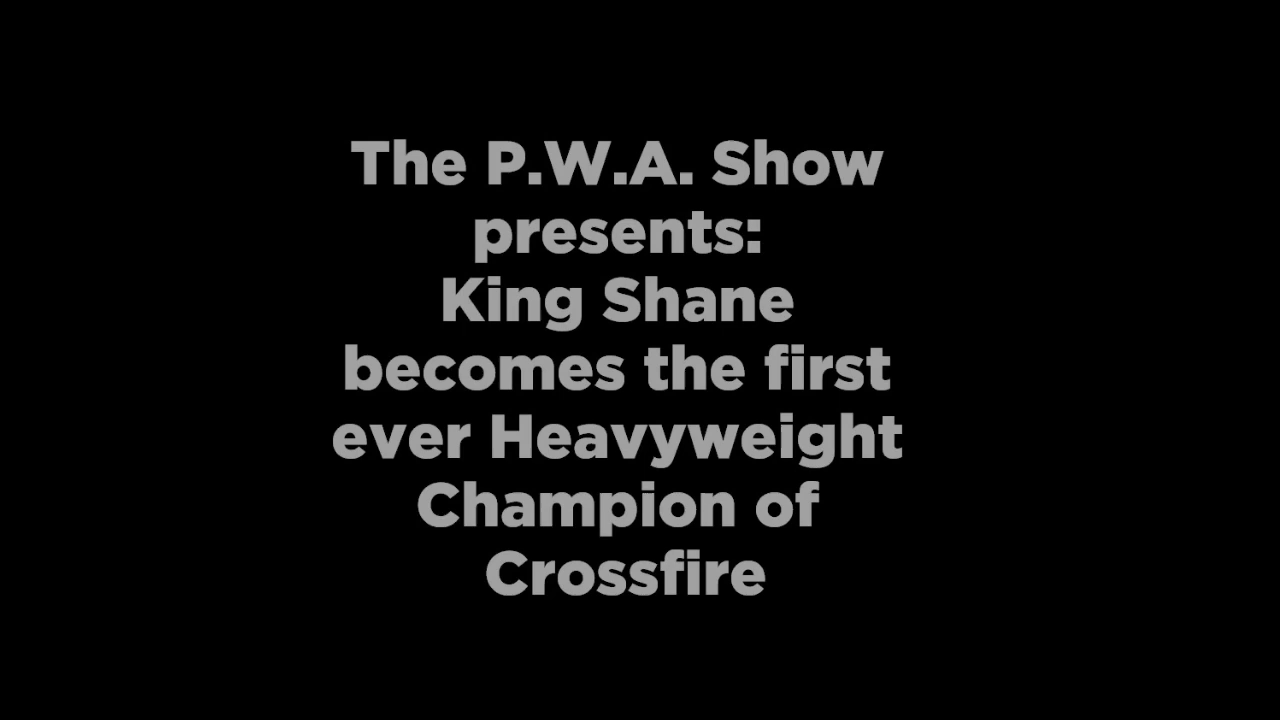 The P.W.A. Show
presents:
King Shane
becomes the first
ever Heavyweight
Champion of
Crossfire